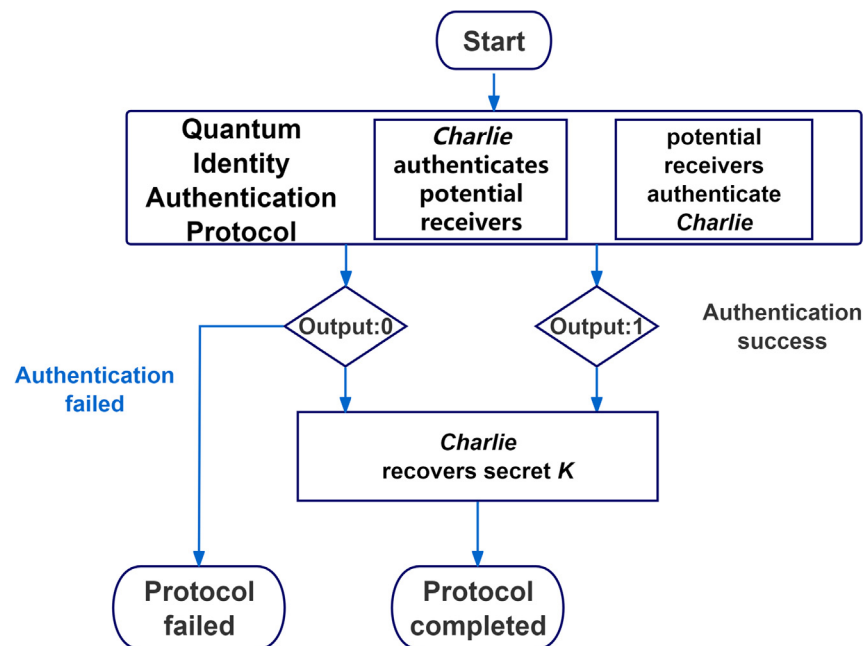 Start
Quantum
Identity
Authentication
Protocol
Charlie
authenticates
potential
receivers
potential
receivers
authenticate
Charlie
Output:0
Output:1
Authentication
success
Authentication
failed
Charlie
recovers secret K
Protocol
failed
Protocol
completed